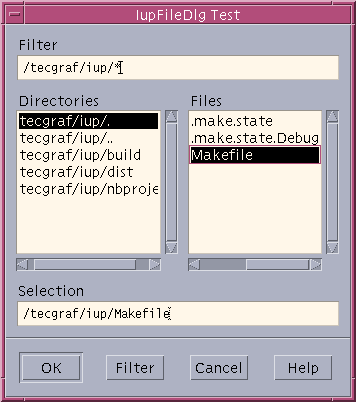 IupFileDlg Test
Filter
/tecgraf/iup/*
Directories
Files
tecgraf/iup/.
tecgraf/iup/..
tecgraf/iup/build
tecgraf/iup/dist
tecgraf/iup/nbproje
.make.state
.make.state.Debug
Makefile
Selection
/tecgraf/iup/Makefile
OK
Filter
Cancel
Help